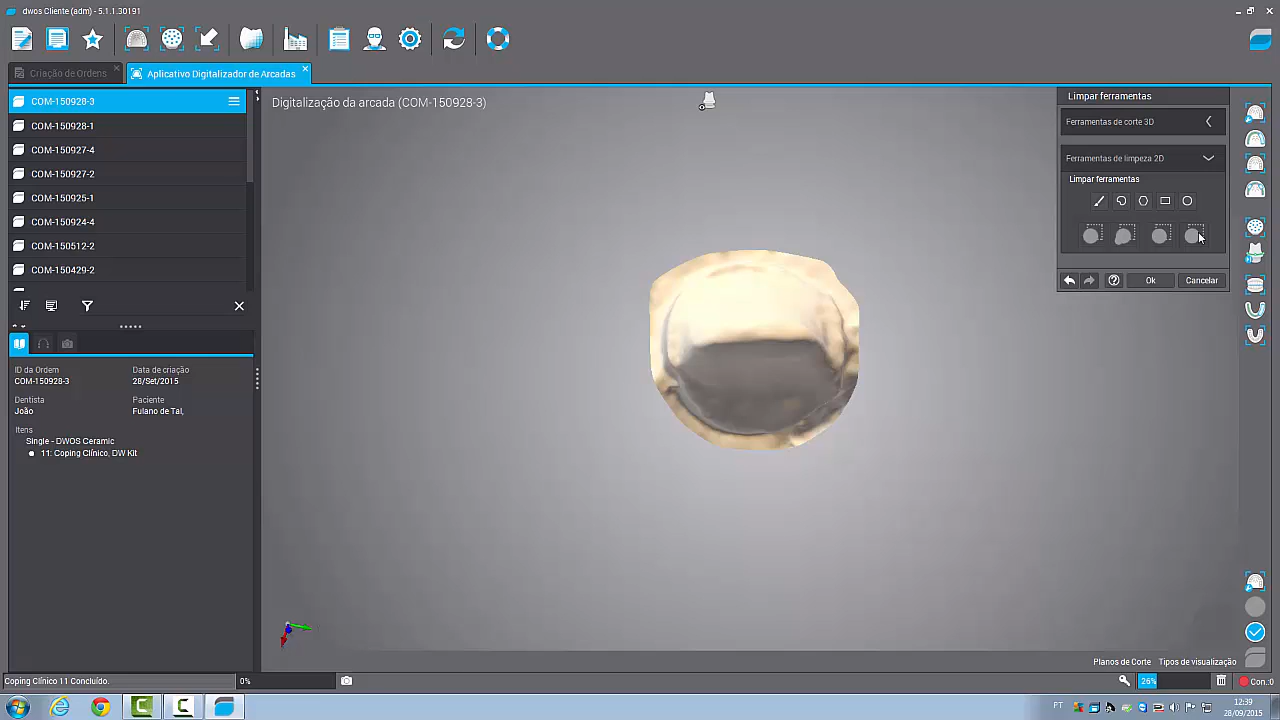 dwos Cliente (adm) - 5.1.1.30191
Criação de Ordens
Aplicativo Digitalizador de Arcadas
COM-150928-3
COM-150928-1
COM-150927-4
COM-150927-2
COM-150925-1
COM-150924-4
COM-150512-2
COM-150429-2
ID da Ordem
Data de criação
COM-150928-3
28/Set/2015
Dentista
Paciente
João
Fulano de Tal,
Itens
Single - DWOS Ceramic
11: Coping Clínico, DW Kit
Digitalização da arcada (COM-150928-3)
Limpar ferramentas
Ferramentas de corte 3D
Ferramentas de limpeza 2D
Limpar ferramentas
Ok
Cancelar
Planos de Corte
Tipos de visualização
Coping Clínico 11 Concluído.
0%
26%
Con.:0
PT
12:39
28/09/2015